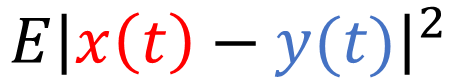 E|x(t) − y(t)|²